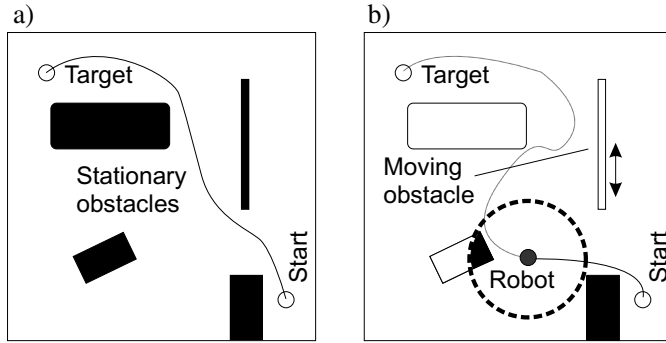 a)
Target
Stationary
obstacles
Start
b)
Target
Moving
obstacle
Robot
Start